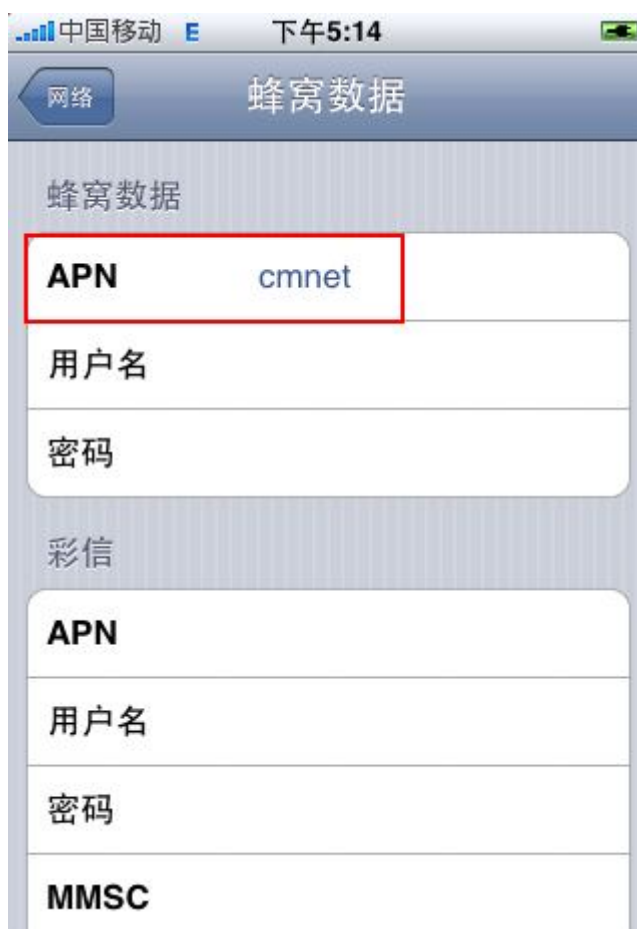 中国移动 E 下午5:14
网络 蜂窝数据
蜂窝数据
APN cmnet
用户名
密码
彩信
APN
用户名
密码
MMSC